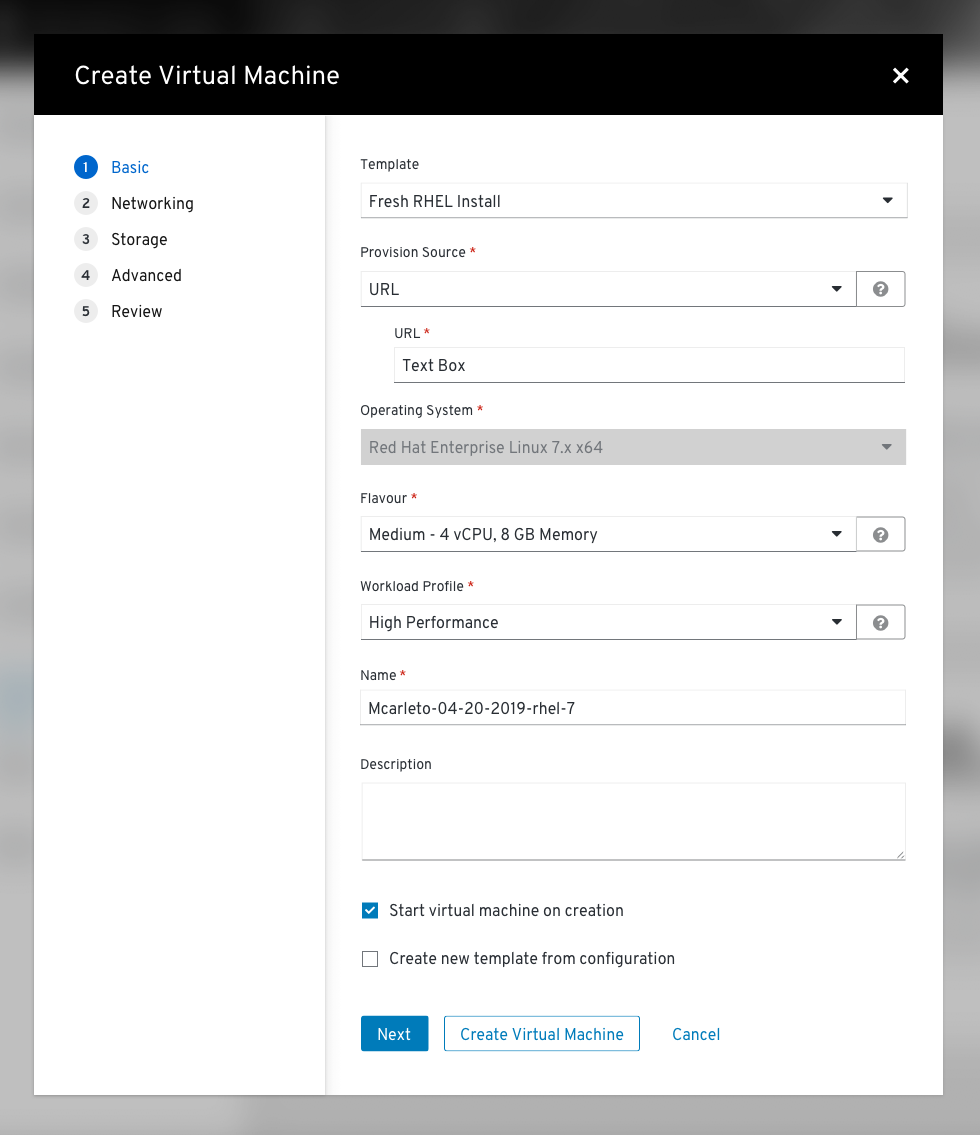 Create Virtual Machine
1 Basic
2 Networking
3 Storage
4 Advanced
5 Review
Template
Fresh RHEL Install
Provision Source *
URL
?
URL *
Text Box
Operating System *
Red Hat Enterprise Linux 7.x x64
Flavour *
Medium - 4 vCPU, 8 GB Memory
?
Workload Profile *
High Performance
?
Name *
Mcarleto-04-20-2019-rhel-7
Description
Start virtual machine on creation
Create new template from configuration
Next Create Virtual Machine Cancel